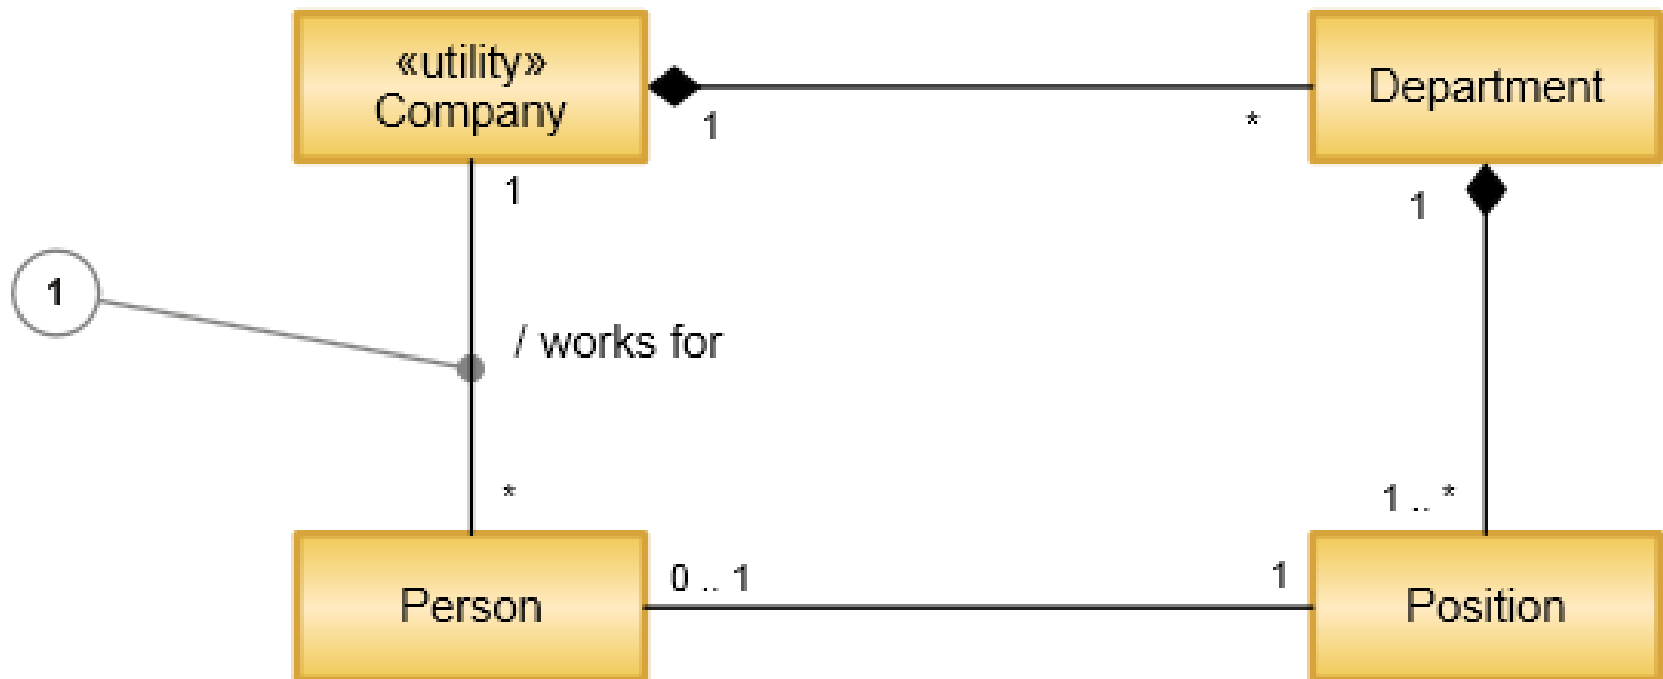 «utility»
Company
Department
1
*
1
1
1
/ works for
*
1 .. *
0 .. 1
1
Person
Position